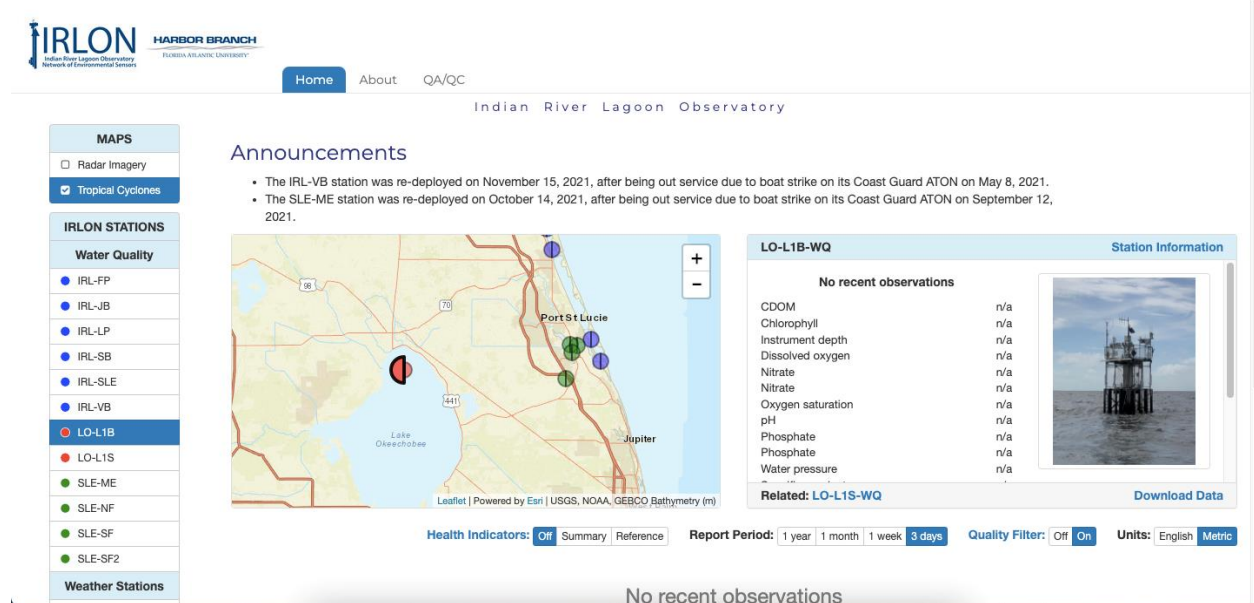 IRLON
Indian River Lagoon Observatory
Network of Environmental Sensors
HARBOR BRANCH
FLORIDA ATLANTIC UNIVERSITY
Home About QA/QC
Indian River Lagoon Observatory
MAPS
Radar Imagery
Tropical Cyclones
IRLON STATIONS
Water Quality
IRL-FP
IRL-JB
IRL-LP
IRL-SB
IRL-SLE
IRL-VB
LO-L1B
LO-L1S
SLE-ME
SLE-NF
SLE-SF
SLE-SF2
Weather Stations
Announcements
• The IRL-VB station was re-deployed on November 15, 2021, after being out service due to boat strike on its Coast Guard ATON on May 8, 2021.
• The SLE-ME station was re-deployed on October 14, 2021, after being out service due to boat strike on its Coast Guard ATON on September 12,
2021.
+
−
98
70
Port St Lucie
441
Lake
Okeechobee
Jupiter
Leaflet | Powered by Esri | USGS, NOAA, GEBCO Bathymetry (m)
LO-L1B-WQ Station Information
No recent observations
CDOM n/a
Chlorophyll n/a
Instrument depth n/a
Dissolved oxygen n/a
Nitrate n/a
Nitrate n/a
Oxygen saturation n/a
pH n/a
Phosphate n/a
Phosphate n/a
Water pressure n/a
Related: LO-L1S-WQ Download Data
Health Indicators: Off Summary Reference Report Period: 1 year 1 month 1 week 3 days Quality Filter: Off On Units: English Metric
No recent observations